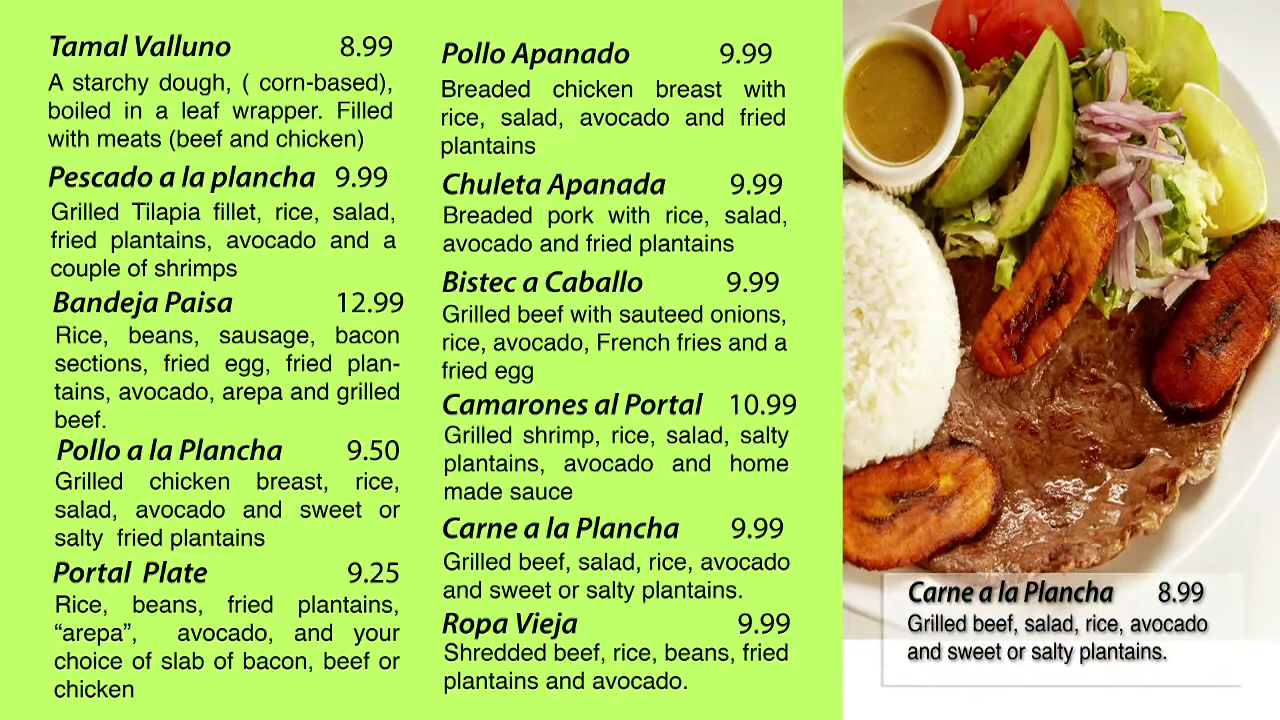 Tamal Valluno 8.99
A starchy dough, ( corn-based),
boiled in a leaf wrapper. Filled
with meats (beef and chicken)
Pescado a la plancha 9.99
Grilled Tilapia fillet, rice, salad,
fried plantains, avocado and a
couple of shrimps
Bandeja Paisa 12.99
Rice, beans, sausage, bacon
sections, fried egg, fried plan-
tains, avocado, arepa and grilled
beef.
Pollo a la Plancha 9.50
Grilled chicken breast, rice,
salad, avocado and sweet or
salty fried plantains
Portal Plate 9.25
Rice, beans, fried plantains,
“arepa”, avocado, and your
choice of slab of bacon, beef or
chicken
Pollo Apanado 9.99
Breaded chicken breast with
rice, salad, avocado and fried
plantains
Chuleta Apanada 9.99
Breaded pork with rice, salad,
avocado and fried plantains
Bistec a Caballo 9.99
Grilled beef with sauteed onions,
rice, avocado, French fries and a
fried egg
Camarones al Portal 10.99
Grilled shrimp, rice, salad, salty
plantains, avocado and home
made sauce
Carne a la Plancha 9.99
Grilled beef, salad, rice, avocado
and sweet or salty plantains.
Ropa Vieja 9.99
Shredded beef, rice, beans, fried
plantains and avocado.
Carne a la Plancha 8.99
Grilled beef, salad, rice, avocado
and sweet or salty plantains.